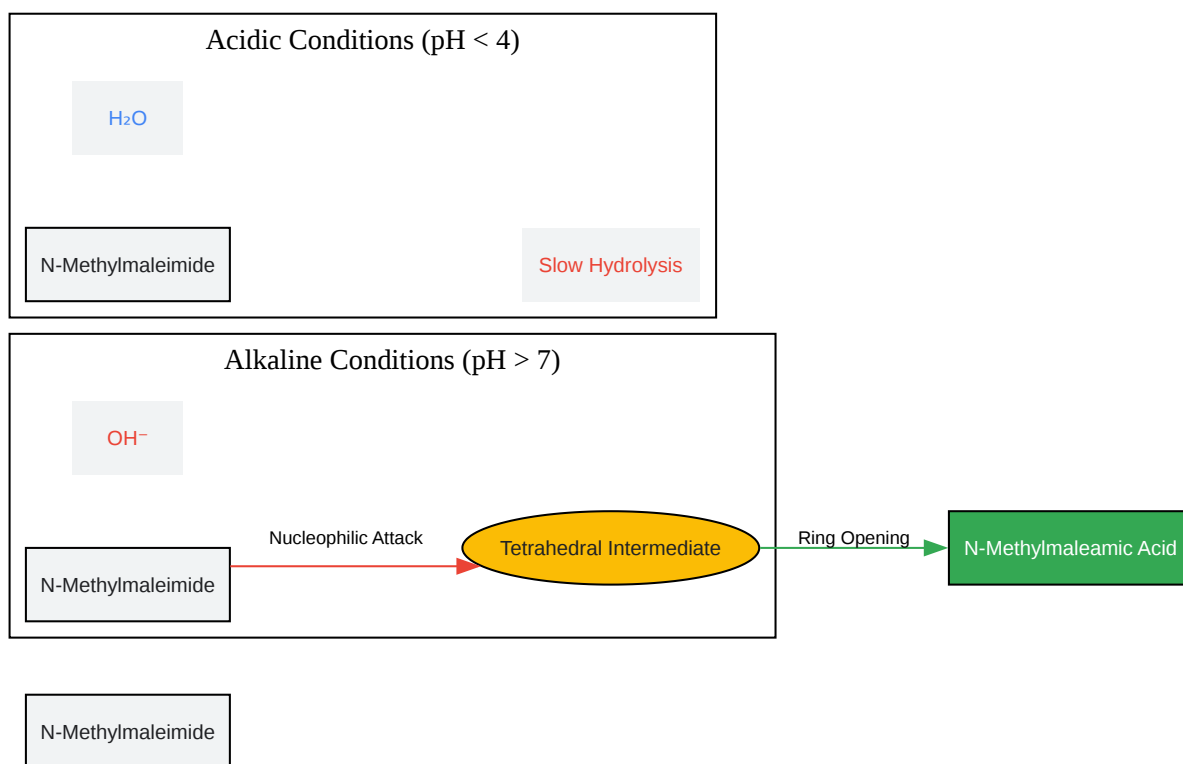 Acidic Conditions (pH < 4)
H₂O
N-Methylmaleimide
Slow Hydrolysis
Alkaline Conditions (pH > 7)
OH⁻
N-Methylmaleimide
Nucleophilic Attack
Tetrahedral Intermediate
Ring Opening
N-Methylmaleamic Acid
N-Methylmaleimide